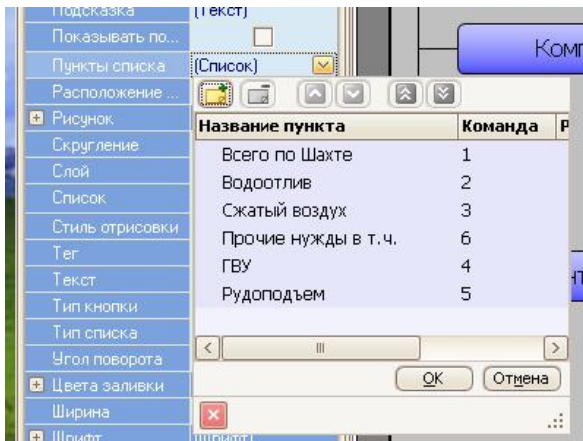 Подсказка (Текст)
Показывать по...
Пункты списка (Список)
Расположение ...
Рисунок
Скругление
Слой
Список
Стиль отрисовки
Тег
Текст
Тип кнопки
Тип списка
Угол поворота
Цвета заливки
Ширина
Шрифт (Шрифт)
Название пункта Команда Р
Всего по Шахте 1
Водоотлив 2
Сжатый воздух 3
Прочие нужды в т.ч. 6
ГВУ 4
Рудоподъем 5
OK Отмена
Комп